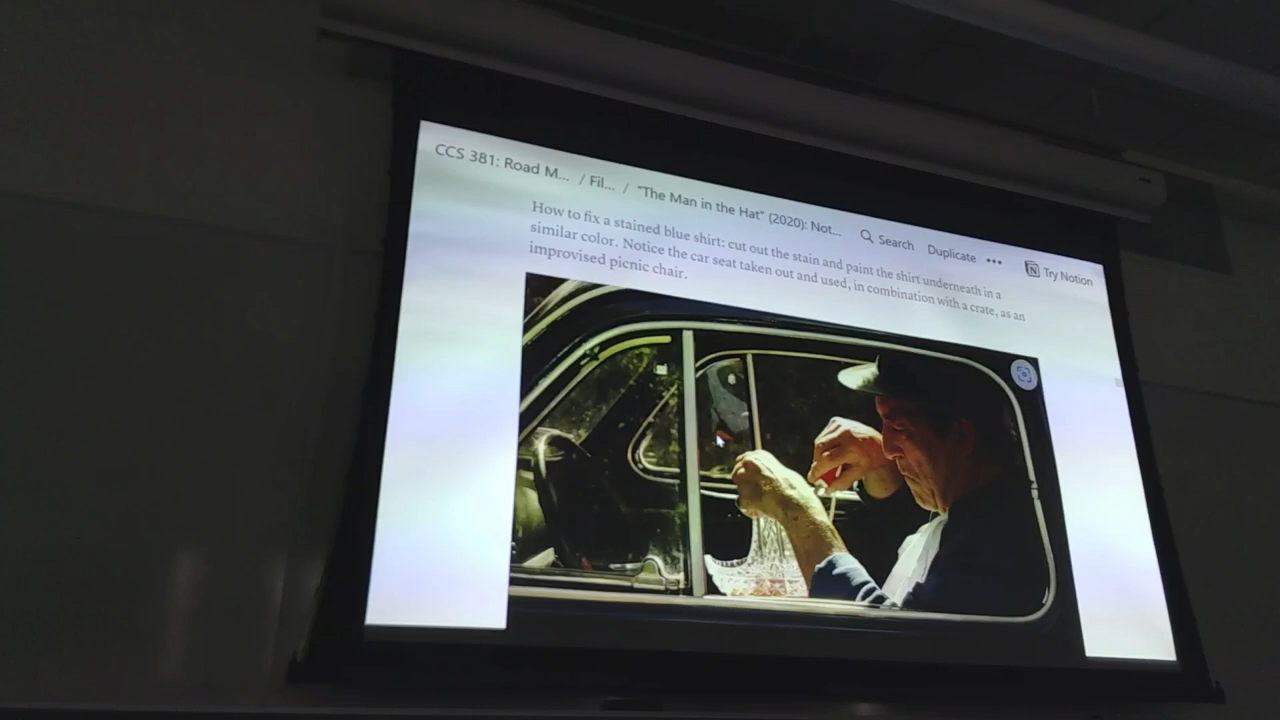 CCS 381: Road M... / Fil... / "The Man in the Hat" (2020): Not... Search Duplicate ••• Try Notion
How to fix a stained blue shirt: cut out the stain and paint the shirt underneath in a
similar color. Notice the car seat taken out and used, in combination with a crate, as an
improvised picnic chair.